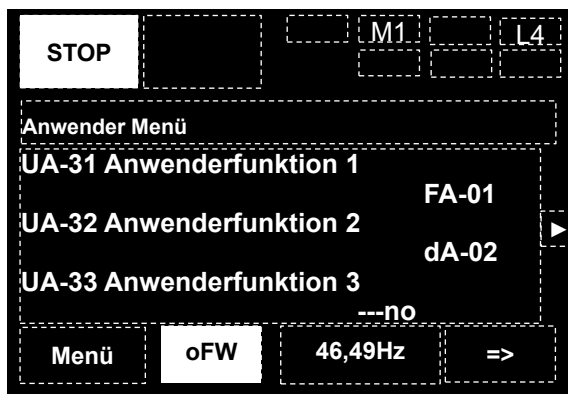 STOP M1 L4
Anwender Menü
UA-31 Anwenderfunktion 1
FA-01
UA-32 Anwenderfunktion 2
dA-02
UA-33 Anwenderfunktion 3
---no
Menü oFW 46,49Hz =>